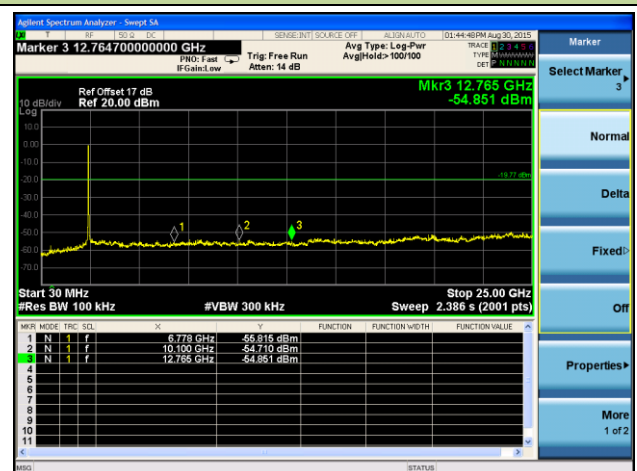 Agilent Spectrum Analyzer - Swept SA
T RF 50 Ω DC SENSE:INT SOURCE OFF ALIGN AUTO 01:44:48PM Aug 30, 2015
Marker 3 12.764700000000 GHz
PNO: Fast
IFGain:Low
Trig: Free Run
Atten: 14 dB
Avg Type: Log-Pwr
Avg|Hold:>100/100
TRACE 1 2 3 4 5 6
TYPE
DET P N N N N N
Ref Offset 17 dB
10 dB/div Ref 20.00 dBm
Log
Mkr3 12.765 GHz
-54.851 dBm
10.0
0.00
-10.0
-20.0
-30.0
-40.0
-50.0
-60.0
-70.0
-19.77 dBm
1
2
3
Start 30 MHz
Stop 25.00 GHz
#Res BW 100 kHz #VBW 300 kHz Sweep 2.386 s (2001 pts)
MKR MODE TRC SCL X Y FUNCTION FUNCTION WIDTH FUNCTION VALUE
1 N 1 f 6.778 GHz -55.815 dBm
2 N 1 f 10.100 GHz -54.710 dBm
3 N 1 f 12.765 GHz -54.851 dBm
4
5
6
7
8
9
10
11
MSG STATUS
Marker
Select Marker
3
Normal
Delta
Fixed
Off
Properties
More
1 of 2